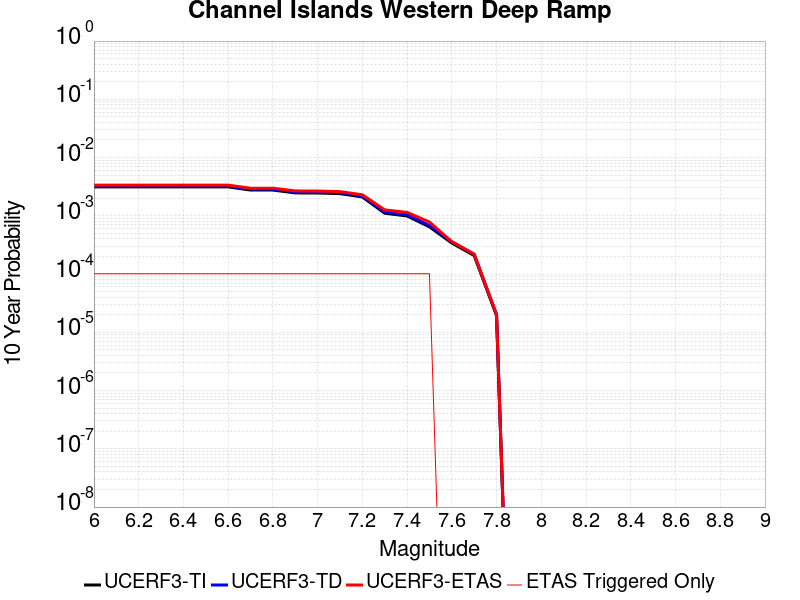 Channel Islands Western Deep Ramp
10^0
10^-1
10^-2
10^-3
10^-4
10^-5
10^-6
10^-7
10^-8
10 Year Probability
6 6.2 6.4 6.6 6.8 7 7.2 7.4 7.6 7.8 8 8.2 8.4 8.6 8.8 9
Magnitude
UCERF3-TI UCERF3-TD UCERF3-ETAS ETAS Triggered Only